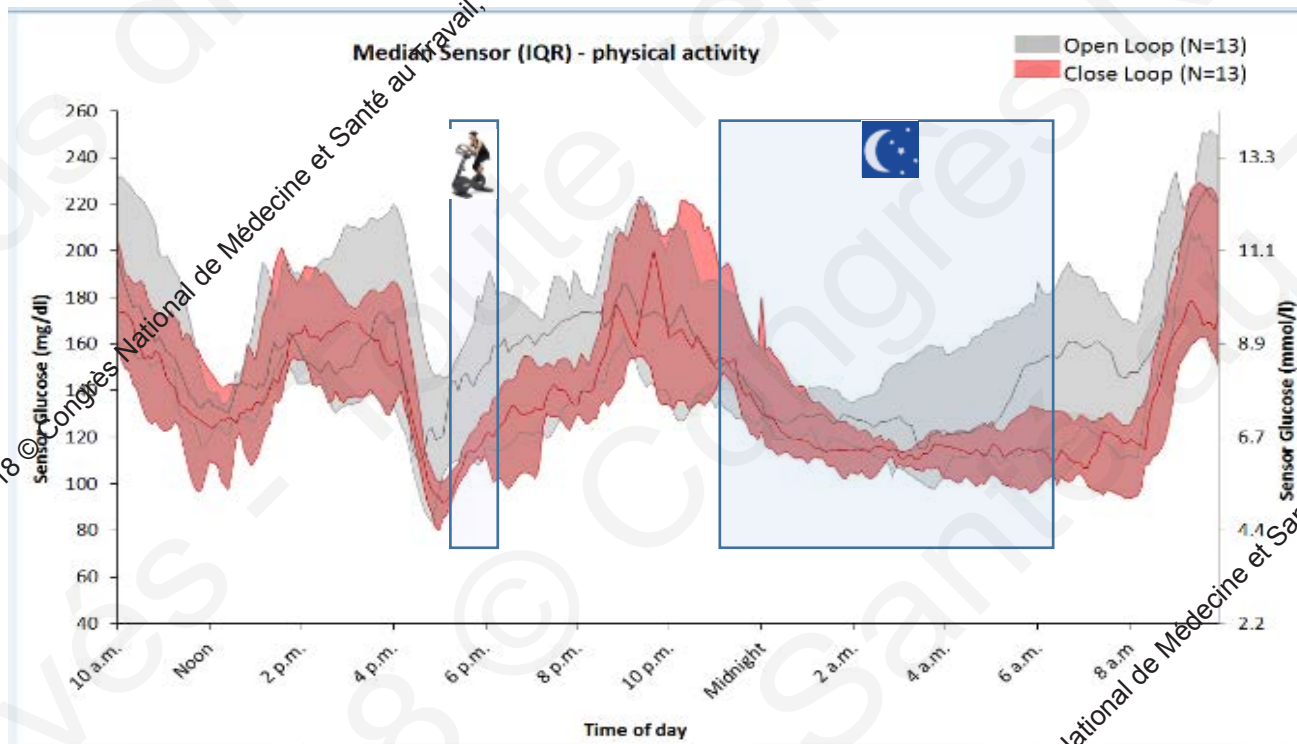 Median Sensor (IQR) - physical activity
Open Loop (N=13)
Close Loop (N=13)
260
240
220
200
180
160
140
120
100
80
60
40
Sensor Glucose (mg/dl)
13.3
11.1
8.9
6.7
4.4
2.2
Sensor Glucose (mmol/l)
10 a.m.
Noon
2 p.m.
4 p.m.
6 p.m.
8 p.m.
10 p.m.
Midnight
2 a.m.
4 a.m.
6 a.m.
8 a.m
Time of day
18 © Congrès National de Médecine et Santé au Travail,
National de Médecine et San